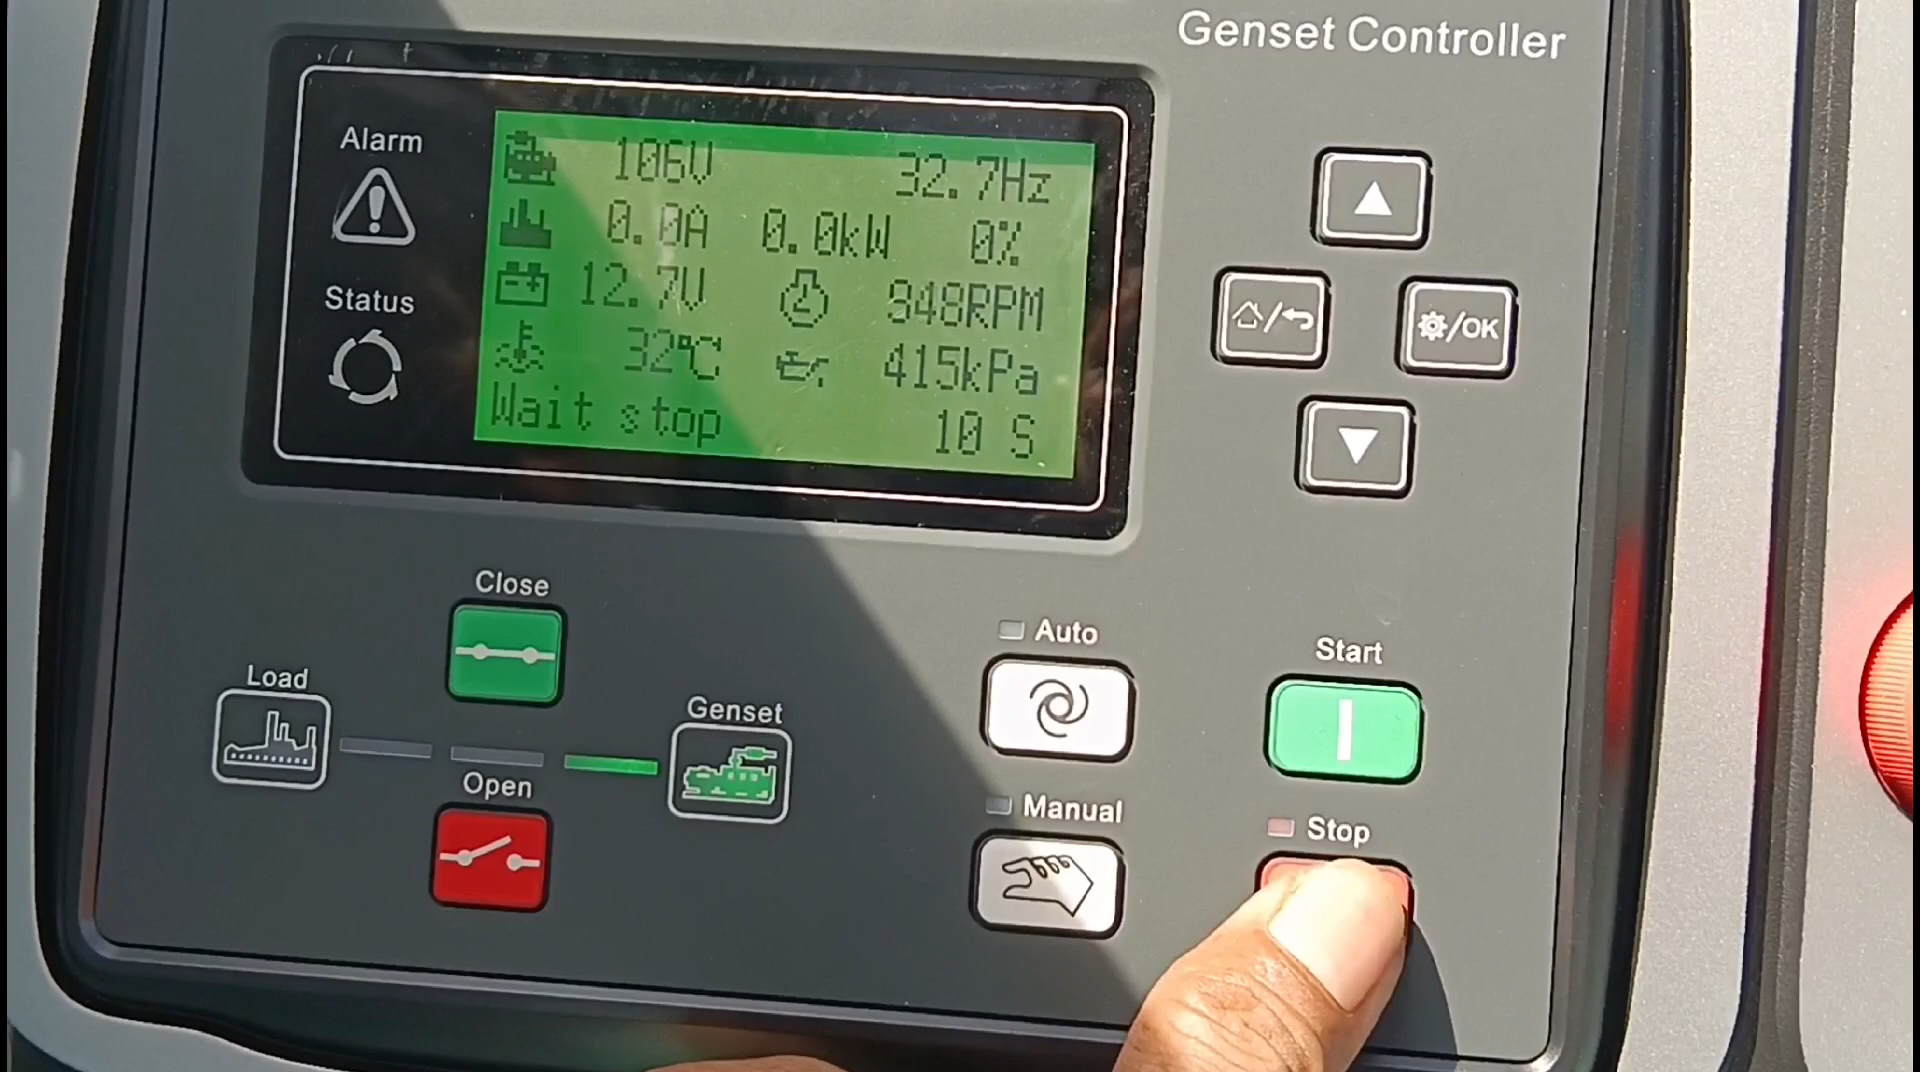 Genset Controller
Alarm
106V 32.7Hz
0.0A 0.0kW 0%
Status
12.7V 948RPM
32℃ 415kPa
Wait stop 10 S
/OK
Close
Auto
Start
Load
Genset
Open
Manual
Stop